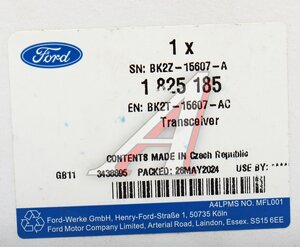 Ford
1 x
SN: BK2Z-15607-A
1 825 185
EN: BK2T-15607-AC
Transceiver
CONTENTS MADE IN Czech Republic
GB11 3438605 PACKED: 28MAY2024 USE BY: **.**
A4LPMS NO. MFL001
Ford-Werke GmbH, Henry-Ford-Straße 1, 50735 Köln
Ford Motor Company Limited, Arterial Road, Laindon, Essex. SS15 6EE